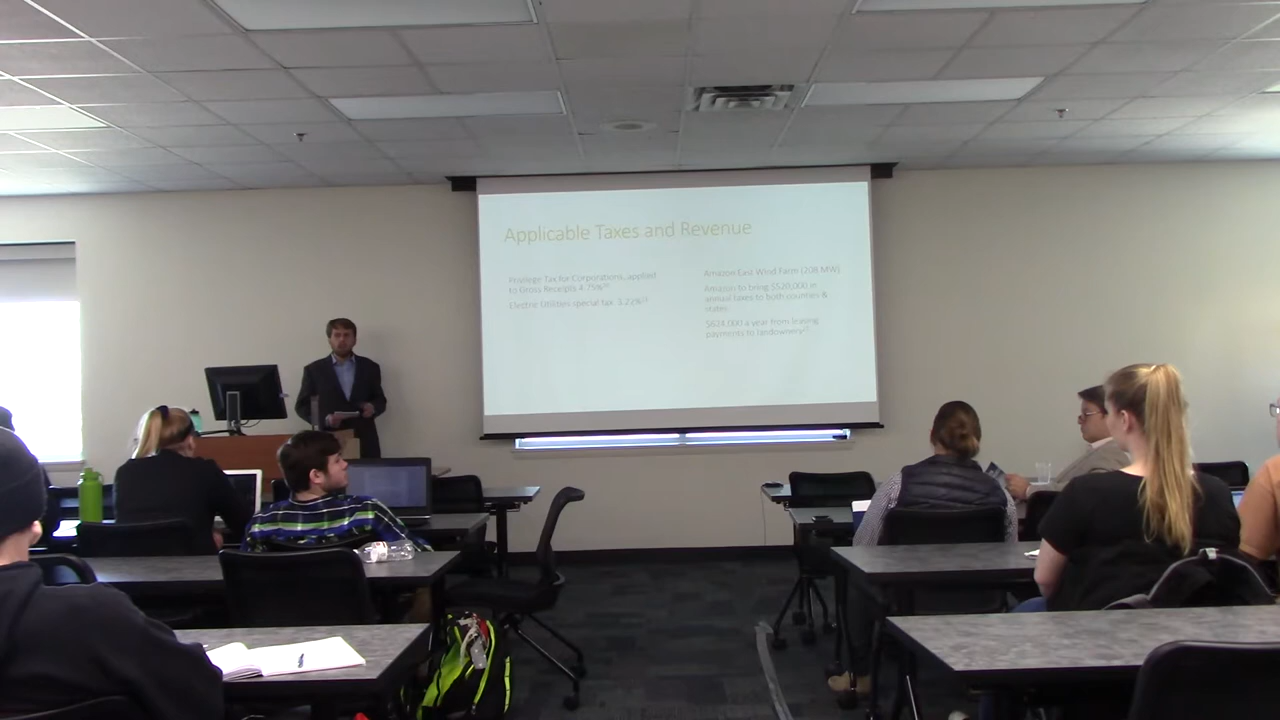 Applicable Taxes and Revenue
Privilege Tax for Corporations, applied
to Gross Receipts 4.75%
Electric Utilities special tax: 3.22%
Amazon East Wind Farm (208 MW)
Amazon to bring $520,000 in
annual taxes to both counties &
states
$624,000 a year from leasing
payments to landowners